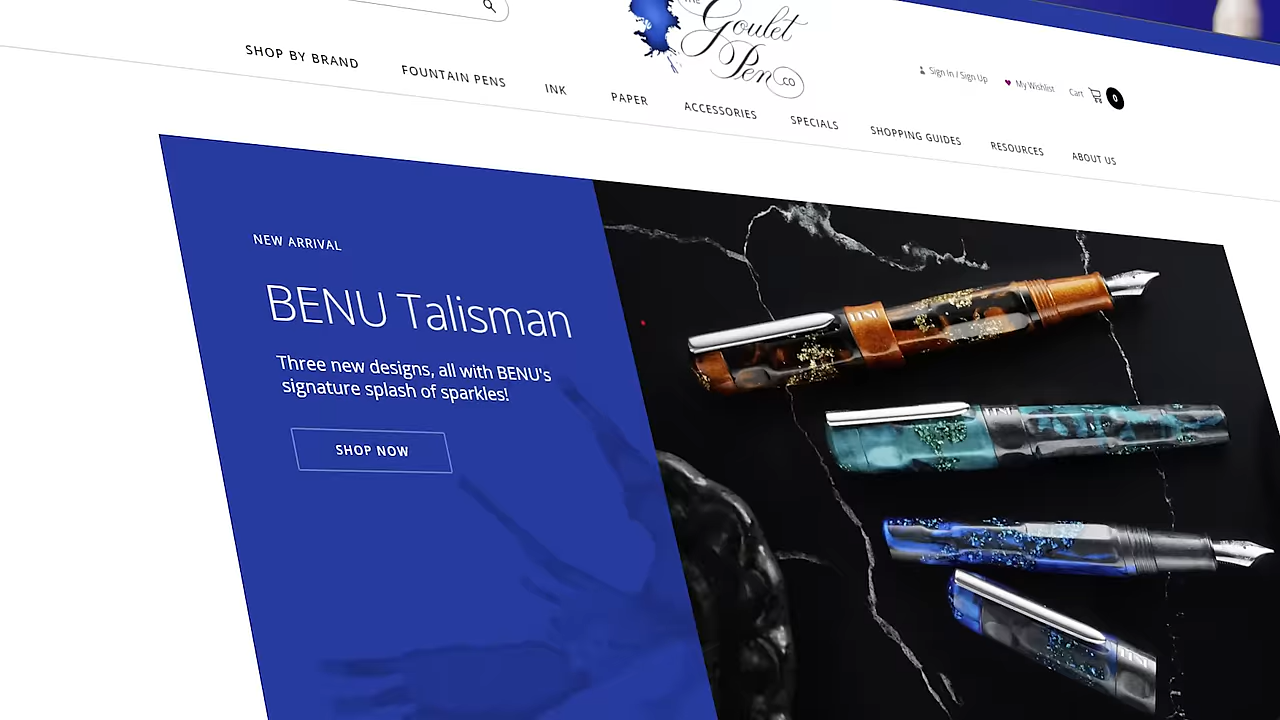 THE
Goulet
Pen CO
Sign In / Sign Up
My Wishlist
Cart
0
SHOP BY BRAND
FOUNTAIN PENS
INK
PAPER
ACCESSORIES
SPECIALS
SHOPPING GUIDES
RESOURCES
ABOUT US
NEW ARRIVAL
BENU Talisman
Three new designs, all with BENU's
signature splash of sparkles!
SHOP NOW